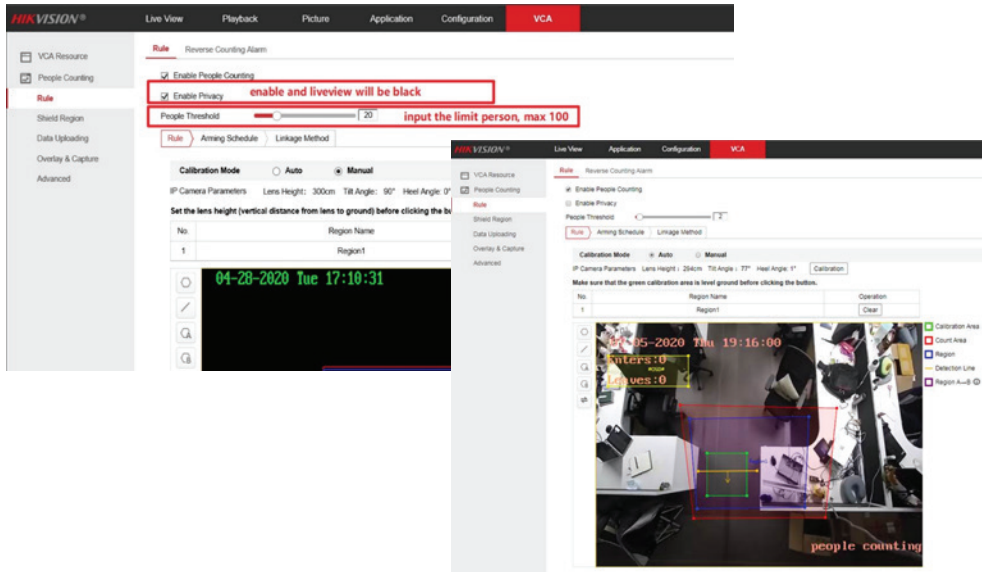 HIKVISION®
Live View Playback Picture Application Configuration VCA
VCA Resource
People Counting
Rule
Shield Region
Data Uploading
Overlay & Capture
Advanced
Rule Reverse Counting Alarm
Enable People Counting
Enable Privacy enable and liveview will be black
People Threshold 20 input the limit person, max 100
Rule Arming Schedule Linkage Method
Calibration Mode Auto Manual
IP Camera Parameters Lens Height: 300cm Tilt Angle: 90° Heel Angle: 0°
Set the lens height (vertical distance from lens to ground) before clicking the bu
No. Region Name
1 Region1
04-28-2020 Tue 17:10:31
HIKVISION
Live View Application Configuration VCA
VCA Resource
People Counting
Rule
Shield Region
Data Uploading
Overlay & Capture
Advanced
Rule Reverse Counting Alarm
Enable People Counting
Enable Privacy
People Threshold 2
Rule Arming Schedule Linkage Method
Calibration Mode Auto Manual
IP Camera Parameters Lens Height: 264cm Tilt Angle: 77° Heel Angle: 1° Calibration
Make sure that the green calibration area is level ground before clicking the button.
No. Region Name Operation
1 Region1 Clear
05-2020 Thu 19:16:00
Enters:0
#OSD#
Leaves:0
people counting
Calibration Area
Count Area
Region
Detection Line
Region A—B